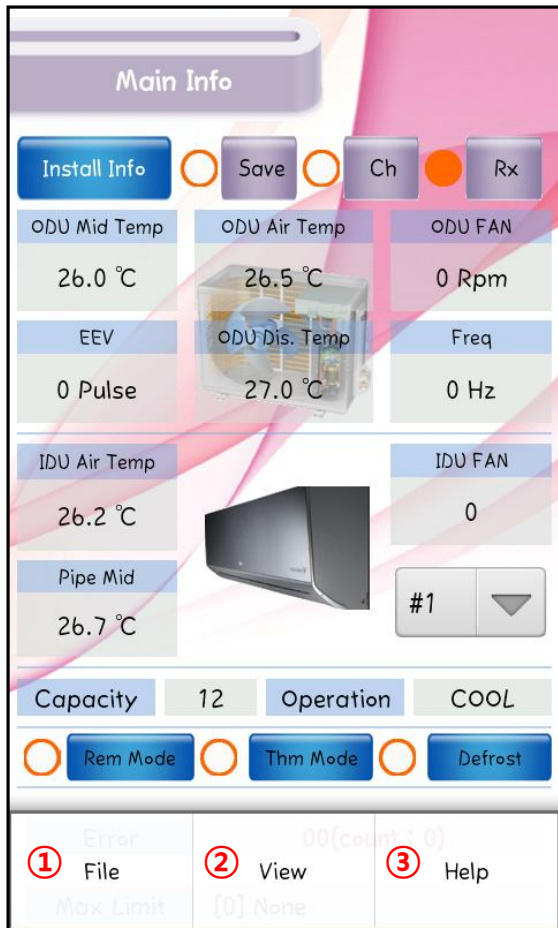 Main Info
Install Info Save Ch Rx
ODU Mid Temp ODU Air Temp ODU FAN
26.0 ℃ 26.5 ℃ 0 Rpm
EEV ODU Dis. Temp Freq
0 Pulse 27.0 ℃ 0 Hz
IDU Air Temp IDU FAN
26.2 ℃ 0
Pipe Mid
#1
26.7 ℃
Capacity 12 Operation COOL
Rem Mode Thm Mode Defrost
Error 00(count : 0)
① File ② View ③ Help
Max Limit [0] None